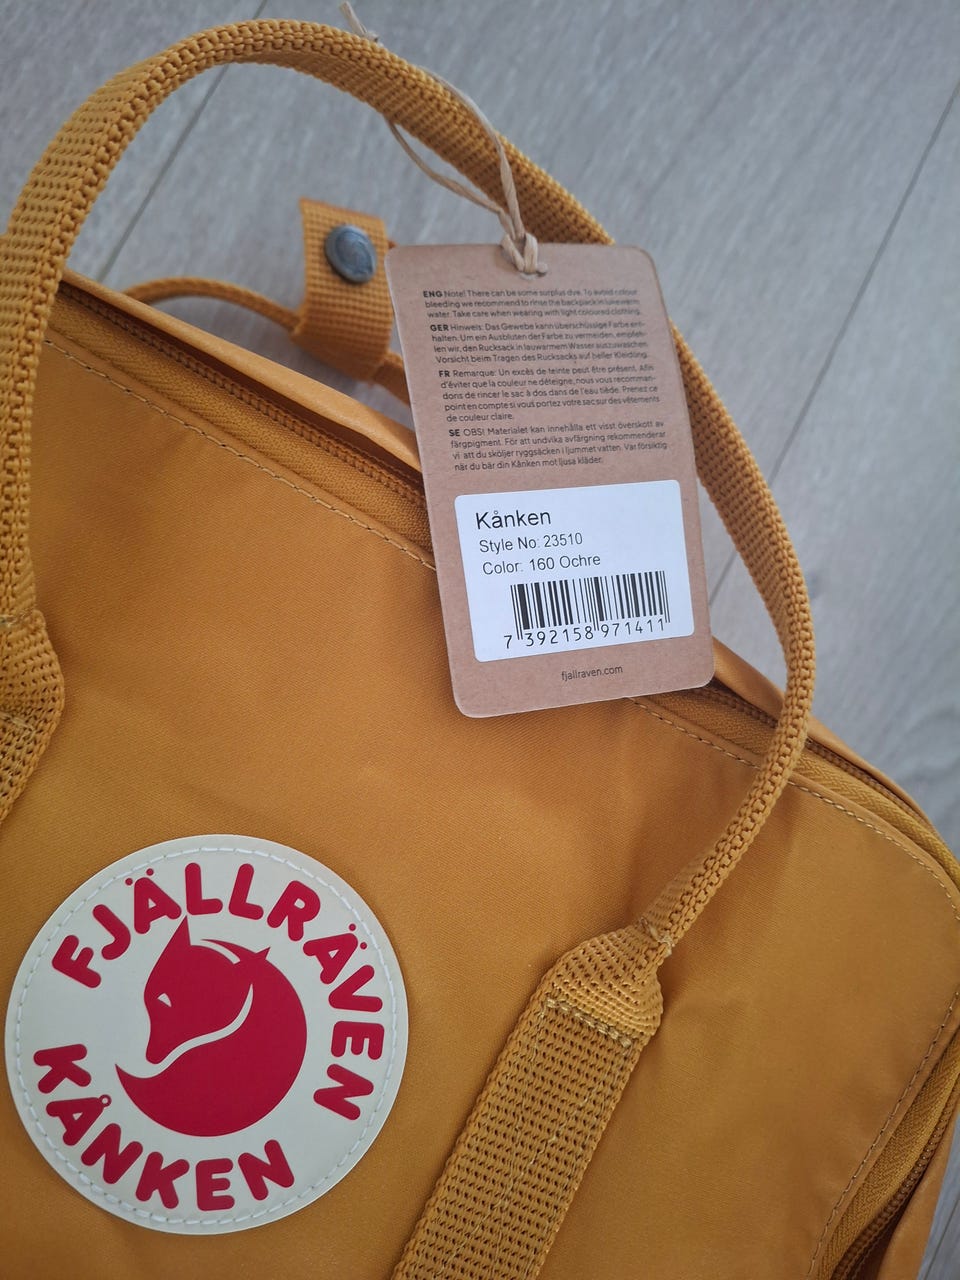 ENG Note! There can be some surplus dye. To avoid colour
bleeding we recommend to rinse the backpack in lukewarm
water. Take care when wearing with light coloured clothing.
GER Hinweis: Das Gewebe kann überschüssige Farbe ent-
halten. Um ein Ausbluten der Farbe zu vermeiden, empfeh-
len wir, den Rucksack in lauwarmem Wasser auszuwaschen.
Vorsicht beim Tragen des Rucksacks auf heller Kleidung.
FR Remarque: Un excès de teinte peut être présent. Afin
d'éviter que la couleur ne déteigne, nous vous recomman-
dons de rincer le sac à dos dans de l'eau tiède. Prenez ce
point en compte si vous portez votre sac sur des vêtements
de couleur claire.
SE OBS! Materialet kan innehålla ett visst överskott av
färgpigment. För att undvika avfärgning rekommenderar
vi att du sköljer ryggsäcken i ljummet vatten. Var försiktig
när du bär din Kånken mot ljusa kläder.
Kånken
Style No: 23510
Color: 160 Ochre
7 392158 971411
fjallraven.com
FJÄLLRÄVEN
KÅNKEN